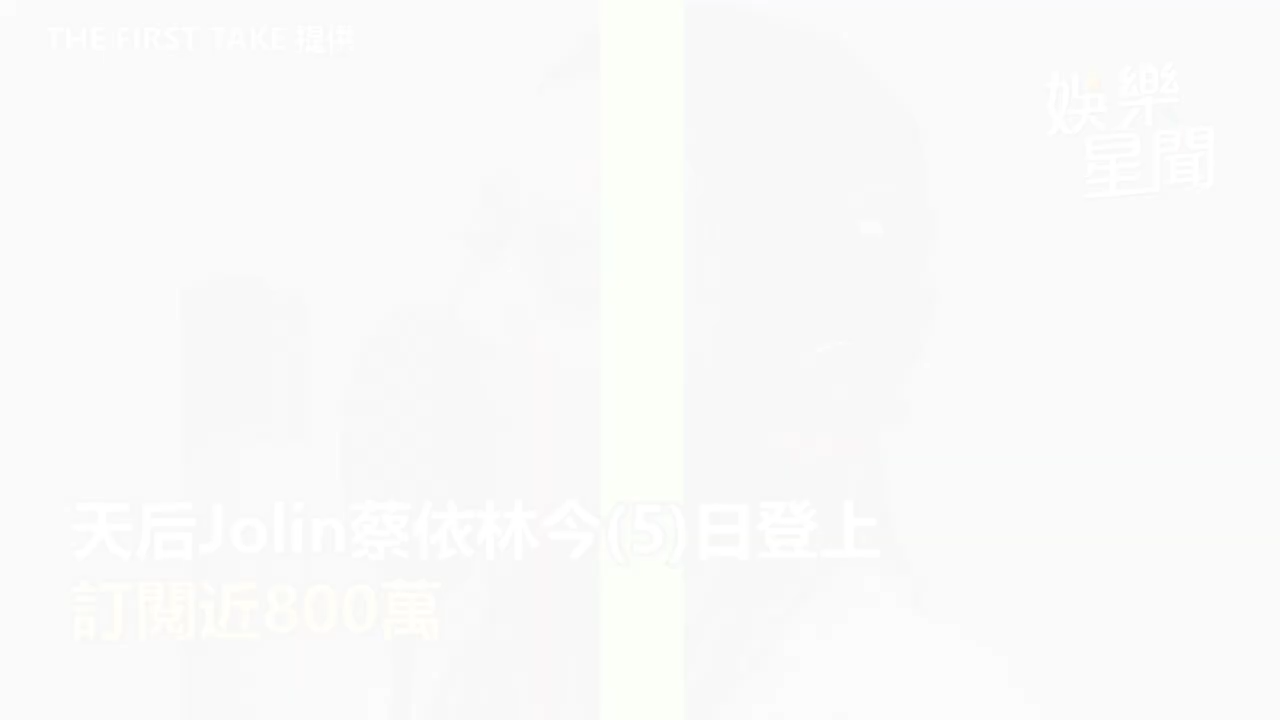 THE FIRST TAKE 提供
娛樂
星聞
天后Jolin蔡依林今(5)日登上
訂閱近800萬